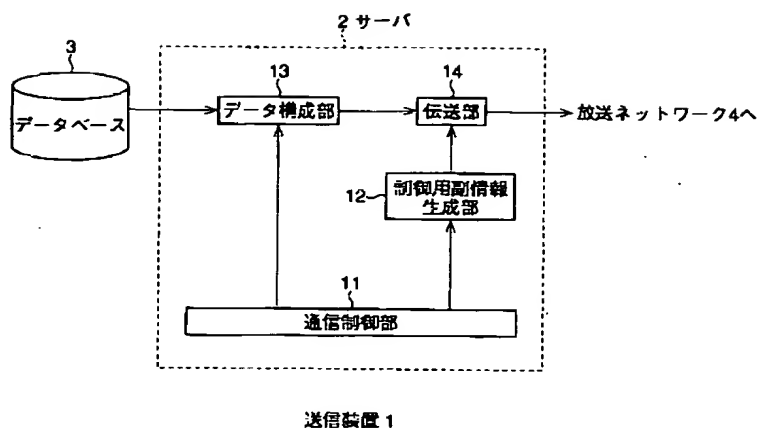 2 サーバ
3
データベース
13
データ構成部
14
伝送部
放送ネットワーク4へ
12
制御用副情報
生成部
11
通信制御部
送信装置 1